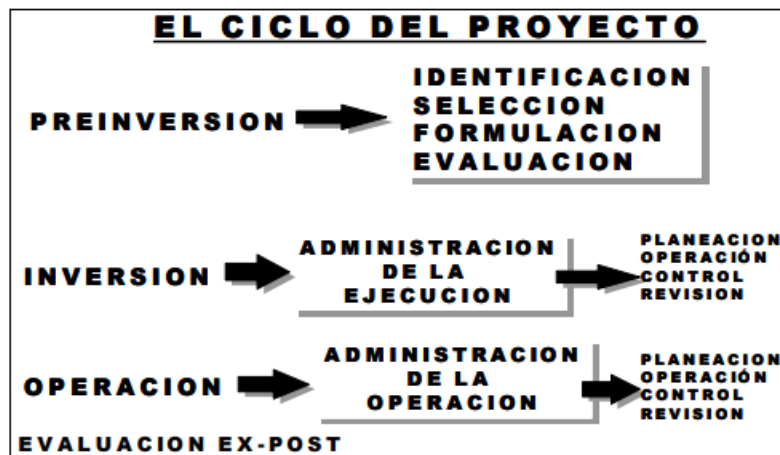 EL CICLO DEL PROYECTO
PREINVERSION
IDENTIFICACION
SELECCION
FORMULACION
EVALUACION
INVERSION
ADMINISTRACION
DE LA
EJECUCION
PLANEACION
OPERACIÓN
CONTROL
REVISION
OPERACION
ADMINISTRACION
DE LA
OPERACION
PLANEACION
OPERACIÓN
CONTROL
REVISION
EVALUACION EX-POST